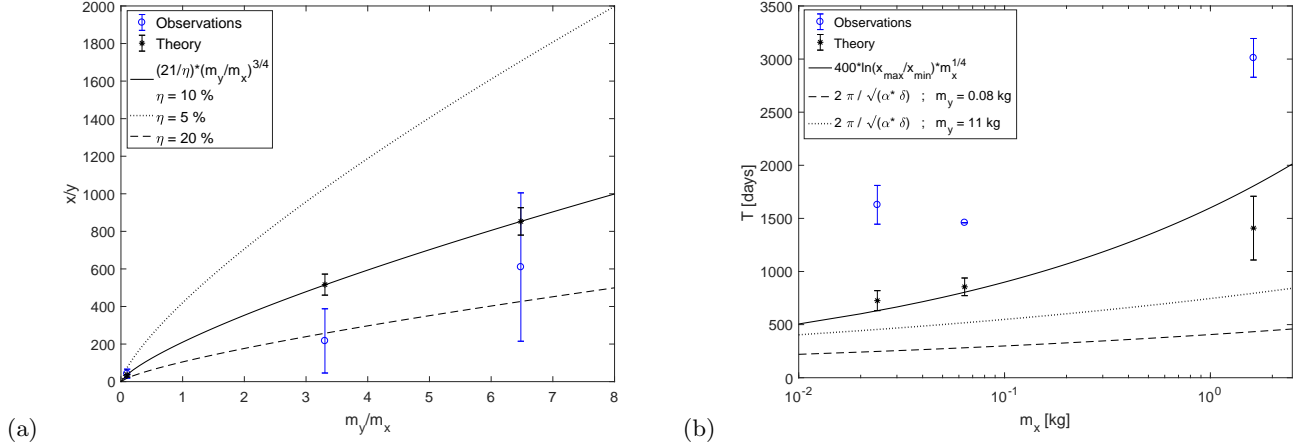 2000
1800
1600
1400
1200
1000
800
600
400
200
0
x/y
Observations
Theory
(21/η)*(m_y/m_x)^{3/4}
η = 10 %
η = 5 %
η = 20 %
0 1 2 3 4 5 6 7 8
m_y/m_x
(a)
3500
3000
2500
2000
1500
1000
500
0
T [days]
Observations
Theory
400*ln(x_max/x_min)*m_x^{1/4}
2 π / √(α* δ) ; m_y = 0.08 kg
2 π / √(α* δ) ; m_y = 11 kg
10^{-2} 10^{-1} 10^0
m_x [kg]
(b)